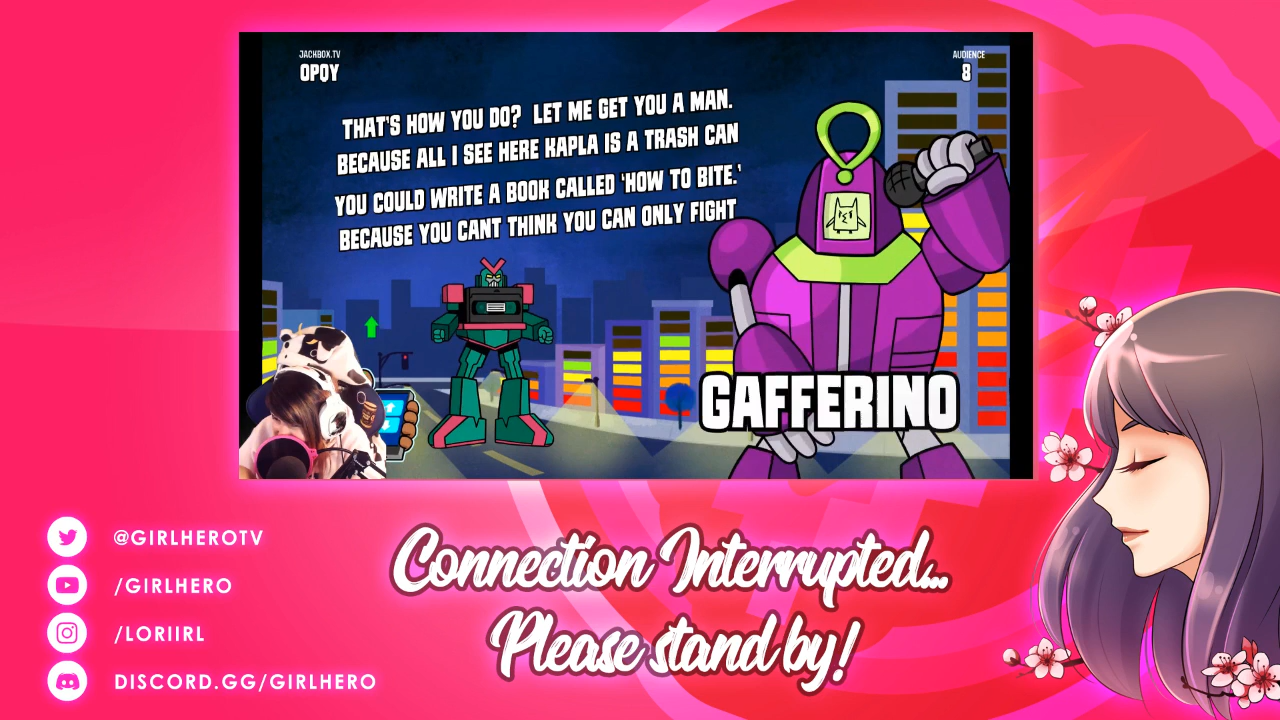 JACKBOX.TV
OPQY
AUDIENCE
8
THAT'S HOW YOU DO? LET ME GET YOU A MAN.
BECAUSE ALL I SEE HERE KAPLA IS A TRASH CAN
YOU COULD WRITE A BOOK CALLED 'HOW TO BITE.'
BECAUSE YOU CANT THINK YOU CAN ONLY FIGHT
GAFFERINO
Connection Interrupted...
Please stand by!
@GIRLHEROTV
/GIRLHERO
/LORIIRL
DISCORD.GG/GIRLHERO